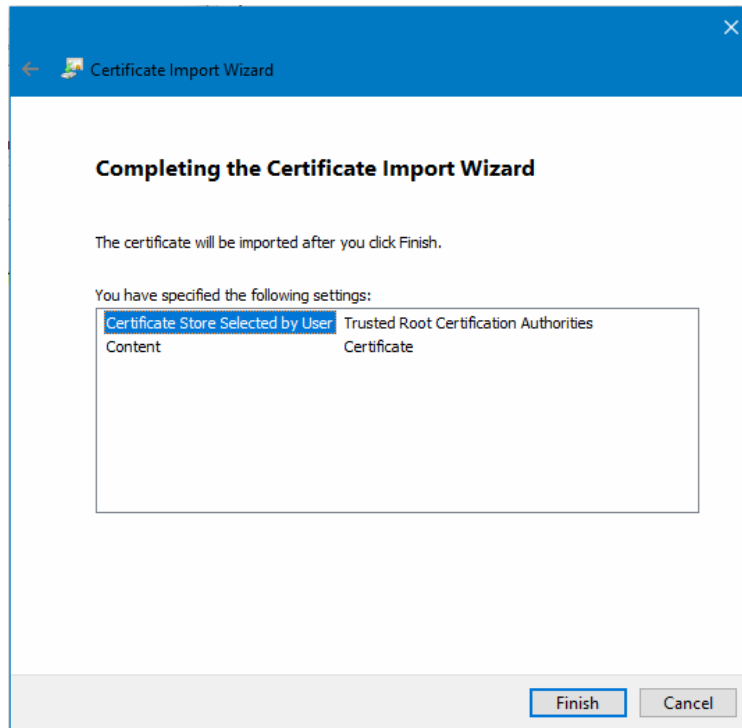 Certificate Import Wizard
Completing the Certificate Import Wizard
The certificate will be imported after you click Finish.
You have specified the following settings:
Certificate Store Selected by User Trusted Root Certification Authorities
Content Certificate
Finish Cancel